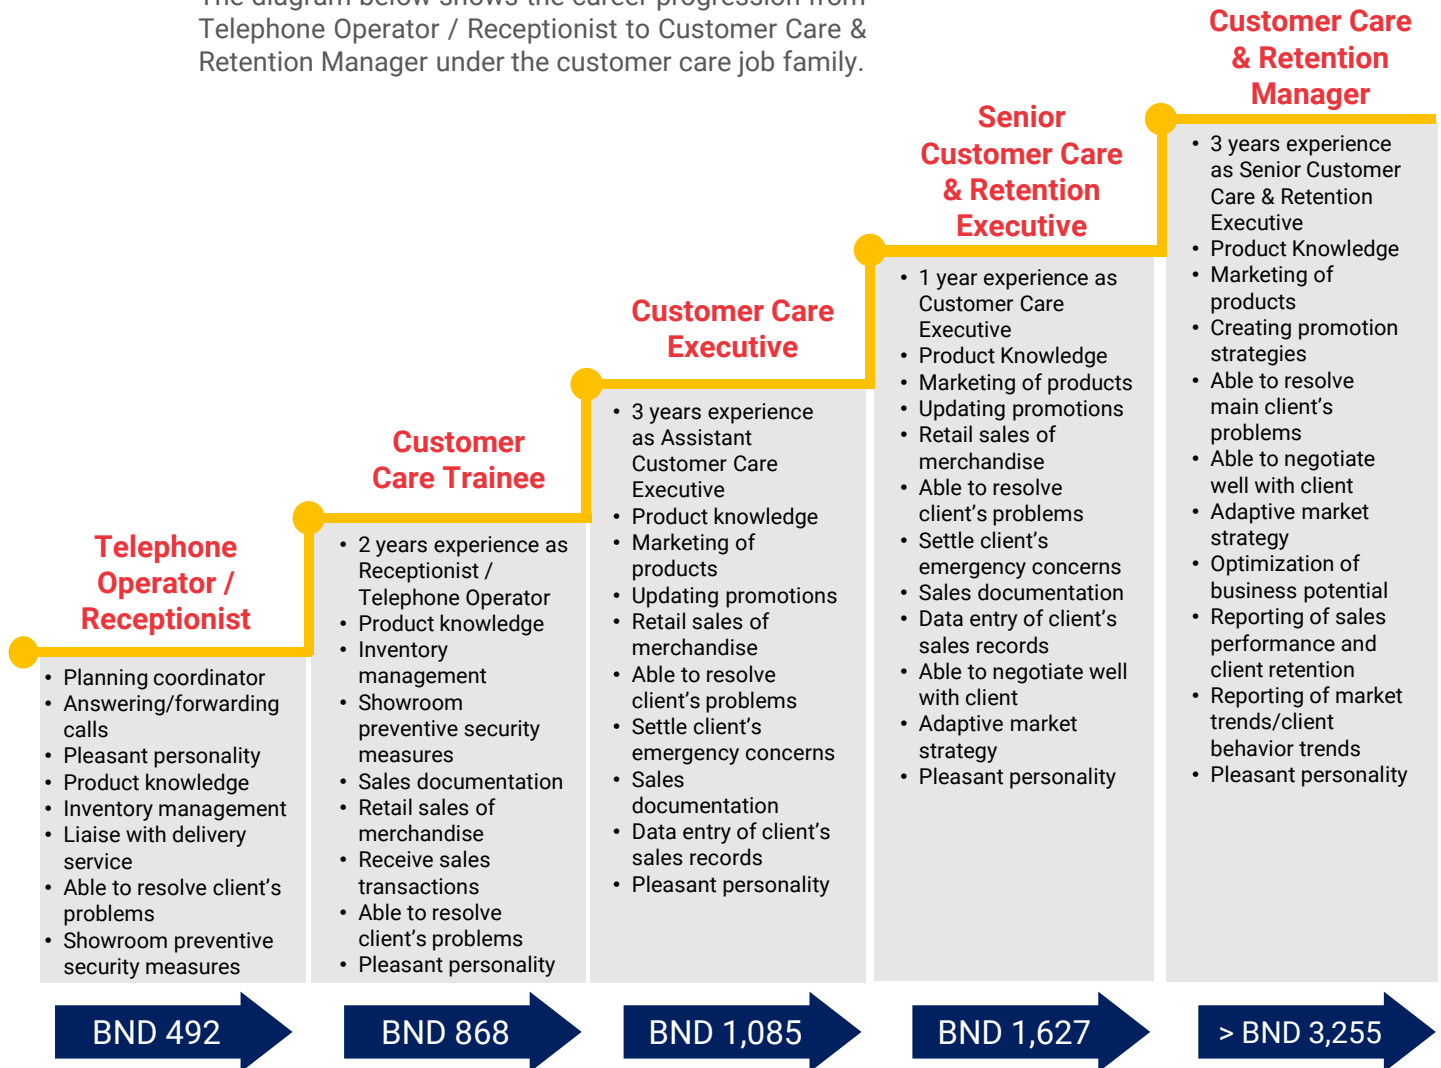 The diagram below shows the career progression from
Telephone Operator / Receptionist to Customer Care &
Retention Manager under the customer care job family.
Telephone
Operator /
Receptionist
• Planning coordinator
• Answering/forwarding
calls
• Pleasant personality
• Product knowledge
• Inventory management
• Liaise with delivery
service
• Able to resolve client's
problems
• Showroom preventive
security measures
BND 492
Customer
Care Trainee
• 2 years experience as
Receptionist /
Telephone Operator
• Product knowledge
• Inventory
management
• Showroom
preventive security
measures
• Sales documentation
• Retail sales of
merchandise
• Receive sales
transactions
• Able to resolve
client's problems
• Pleasant personality
BND 868
Customer Care
Executive
• 3 years experience
as Assistant
Customer Care
Executive
• Product knowledge
• Marketing of
products
• Updating promotions
• Retail sales of
merchandise
• Able to resolve
client's problems
• Settle client's
emergency concerns
• Sales
documentation
• Data entry of client's
sales records
• Pleasant personality
BND 1,085
Senior
Customer Care
& Retention
Executive
• 1 year experience as
Customer Care
Executive
• Product Knowledge
• Marketing of products
• Updating promotions
• Retail sales of
merchandise
• Able to resolve
client's problems
• Settle client's
emergency concerns
• Sales documentation
• Data entry of client's
sales records
• Able to negotiate well
with client
• Adaptive market
strategy
• Pleasant personality
BND 1,627
Customer Care
& Retention
Manager
• 3 years experience
as Senior Customer
Care & Retention
Executive
• Product Knowledge
• Marketing of
products
• Creating promotion
strategies
• Able to resolve
main client's
problems
• Able to negotiate
well with client
• Adaptive market
strategy
• Optimization of
business potential
• Reporting of sales
performance and
client retention
• Reporting of market
trends/client
behavior trends
• Pleasant personality
> BND 3,255